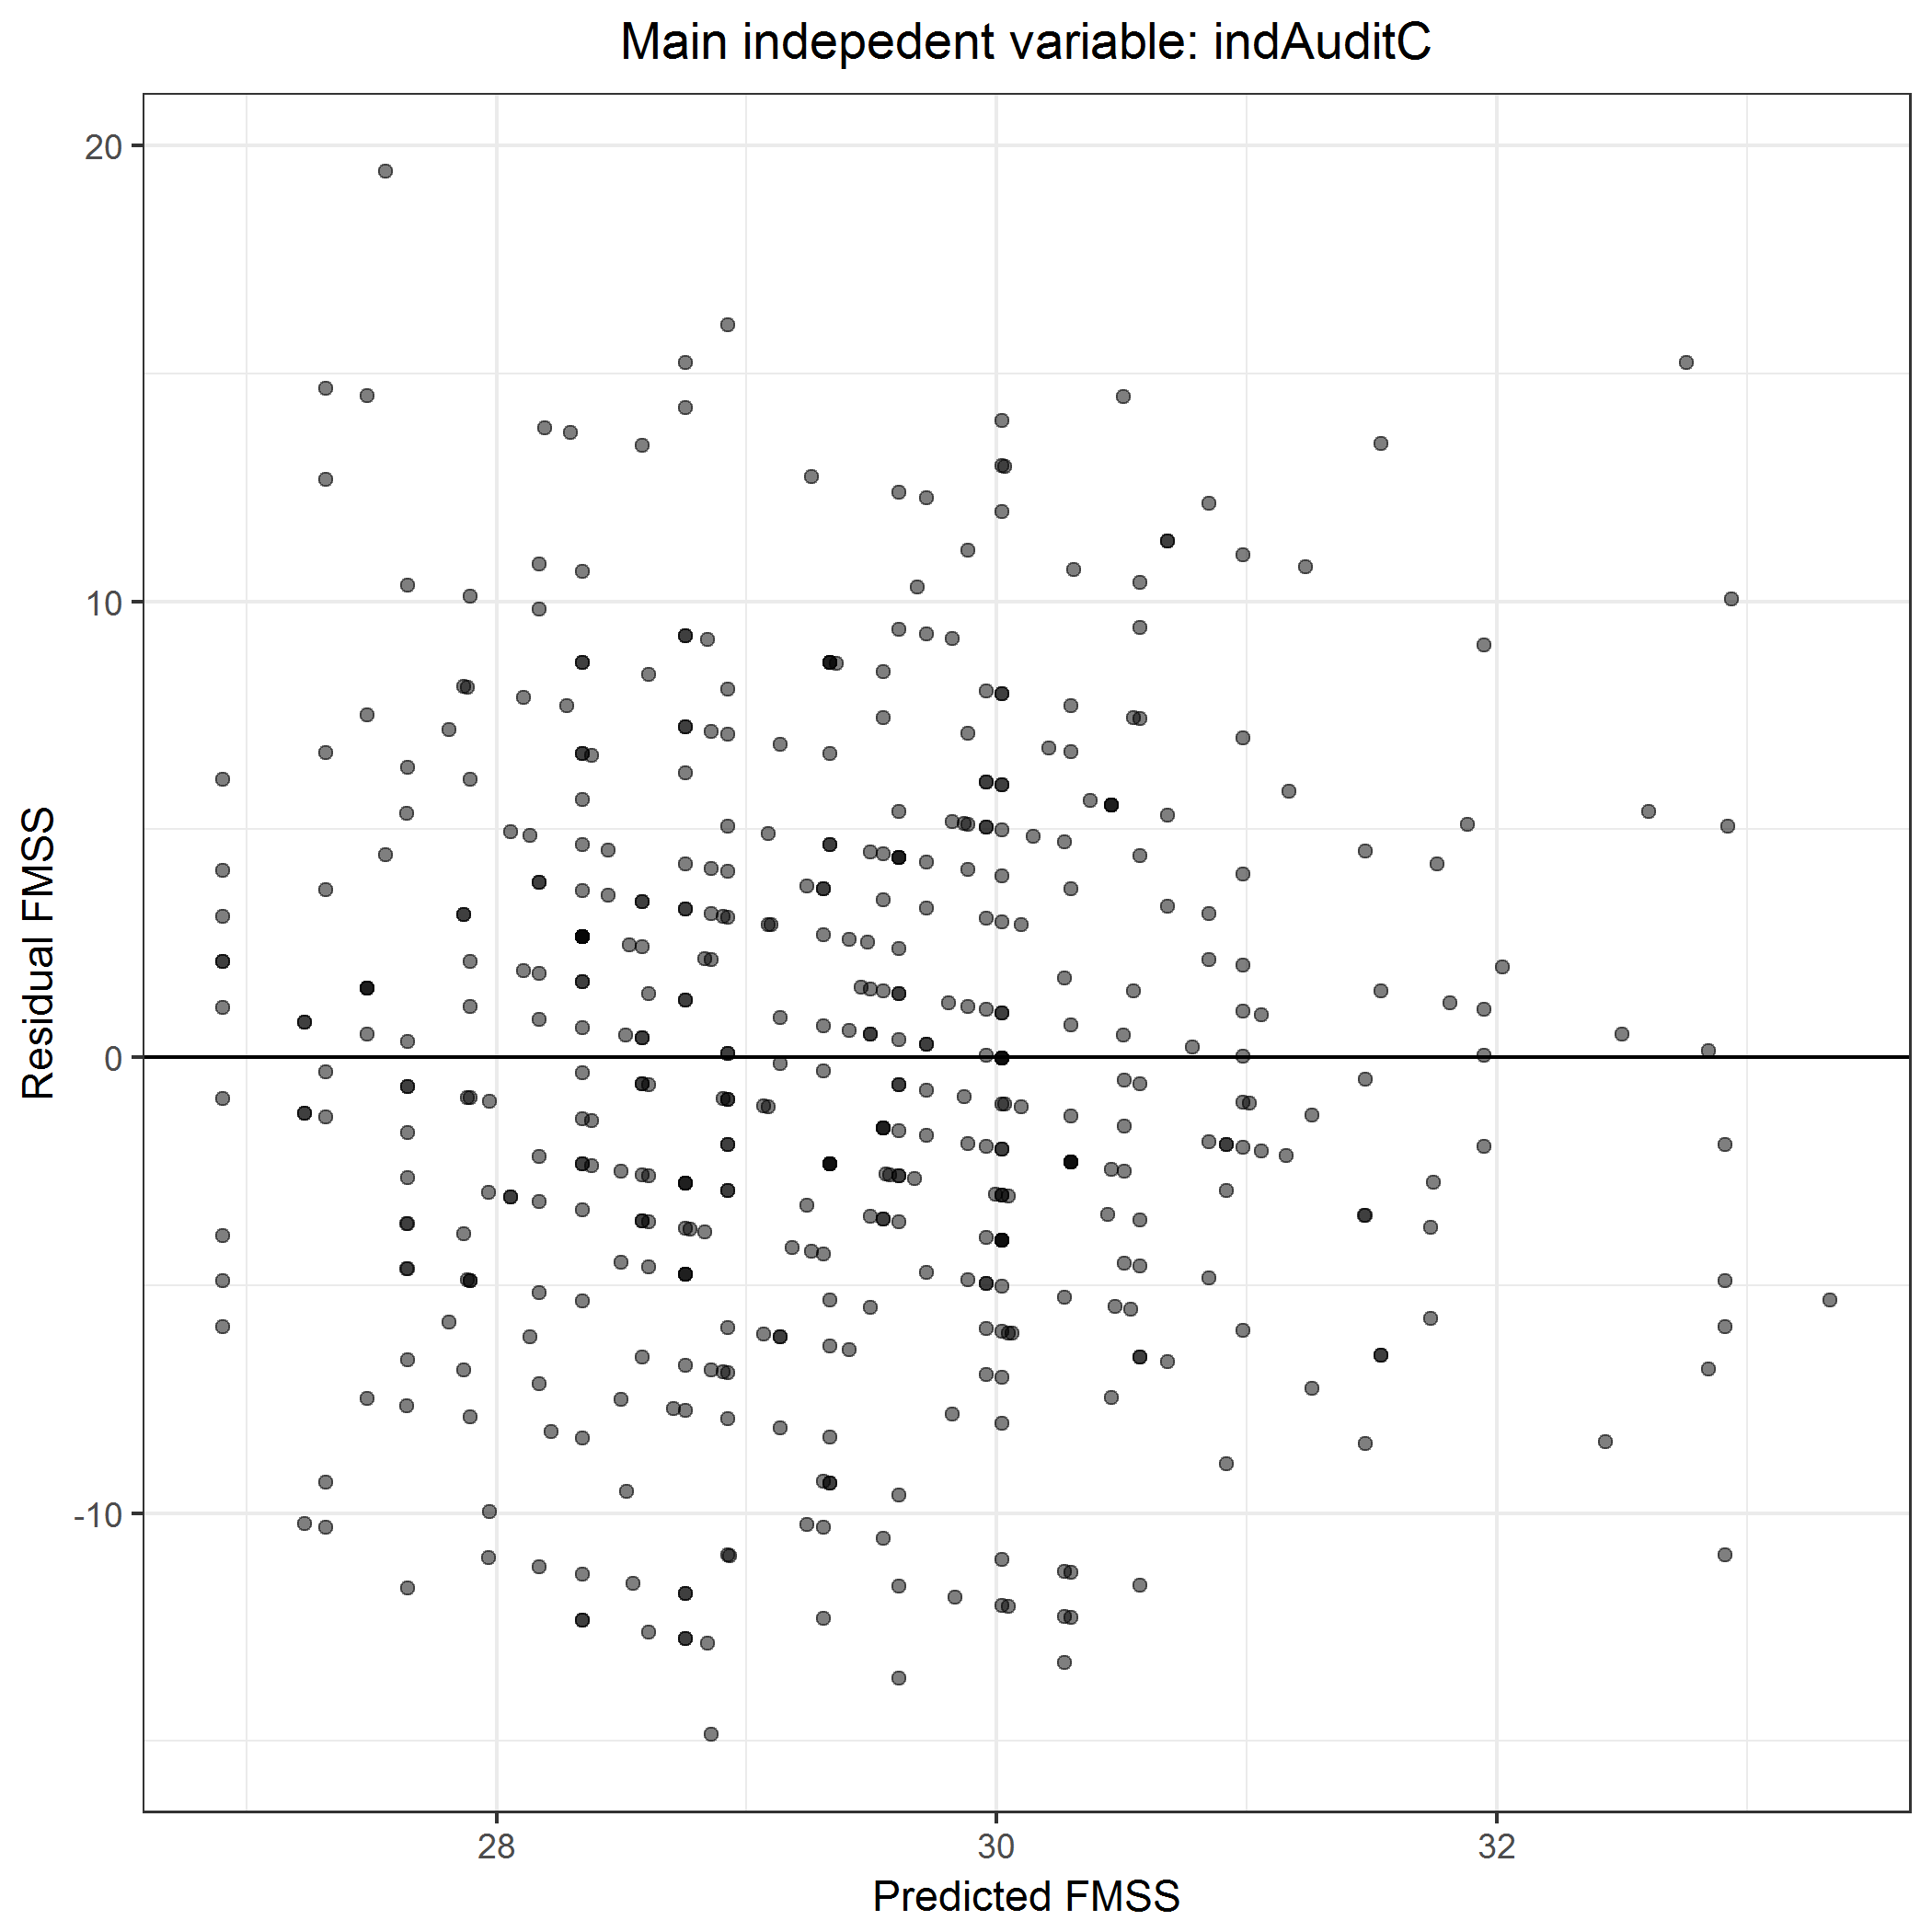 Main indepedent variable: indAuditC
20
10
0
-10
Residual FMSS
28 30 32
Predicted FMSS